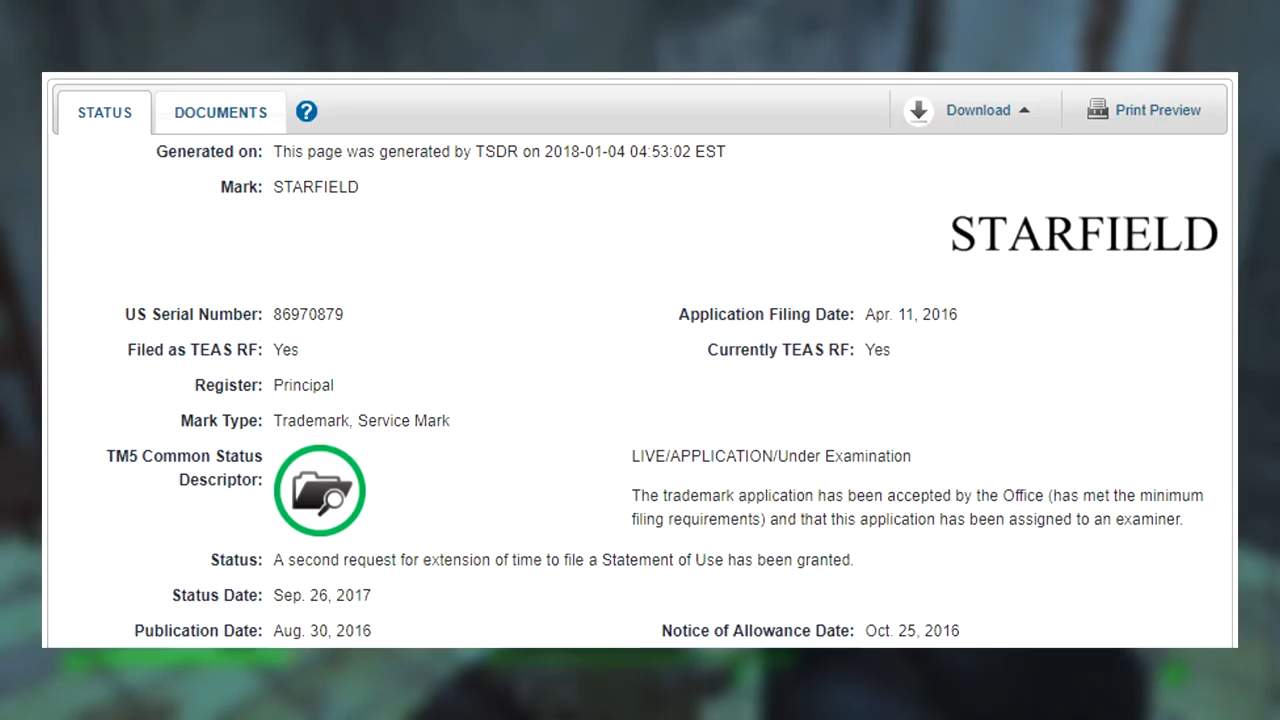 STATUS DOCUMENTS ? Download Print Preview
Generated on: This page was generated by TSDR on 2018-01-04 04:53:02 EST
Mark: STARFIELD
STARFIELD
US Serial Number: 86970879 Application Filing Date: Apr. 11, 2016
Filed as TEAS RF: Yes Currently TEAS RF: Yes
Register: Principal
Mark Type: Trademark, Service Mark
TM5 Common Status LIVE/APPLICATION/Under Examination
Descriptor:
The trademark application has been accepted by the Office (has met the minimum
filing requirements) and that this application has been assigned to an examiner.
Status: A second request for extension of time to file a Statement of Use has been granted.
Status Date: Sep. 26, 2017
Publication Date: Aug. 30, 2016 Notice of Allowance Date: Oct. 25, 2016